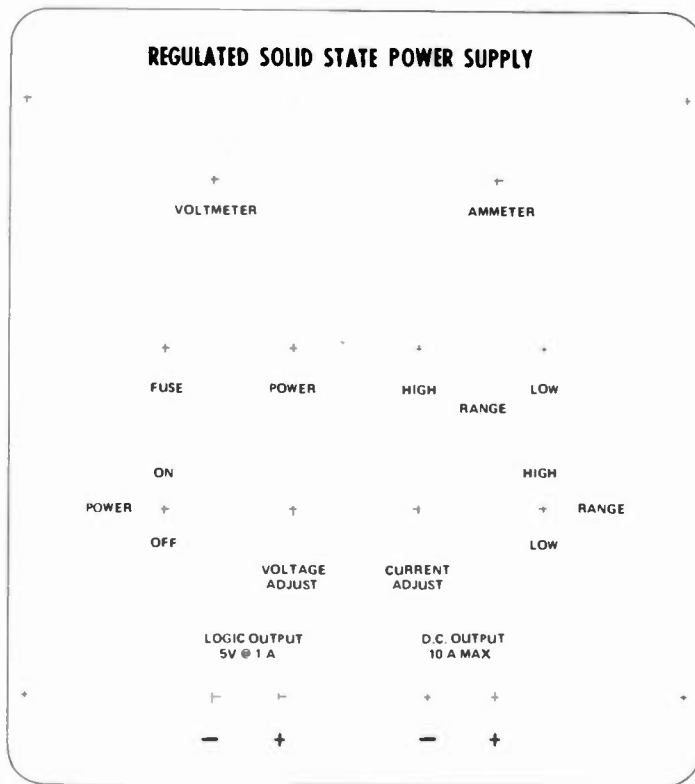 REGULATED SOLID STATE POWER SUPPLY
VOLTMETER
AMMETER
FUSE
POWER
HIGH
LOW
RANGE
ON
HIGH
POWER
RANGE
OFF
LOW
VOLTAGE
ADJUST
CURRENT
ADJUST
LOGIC OUTPUT
5V @ 1 A
D.C. OUTPUT
10 A MAX
− + − +